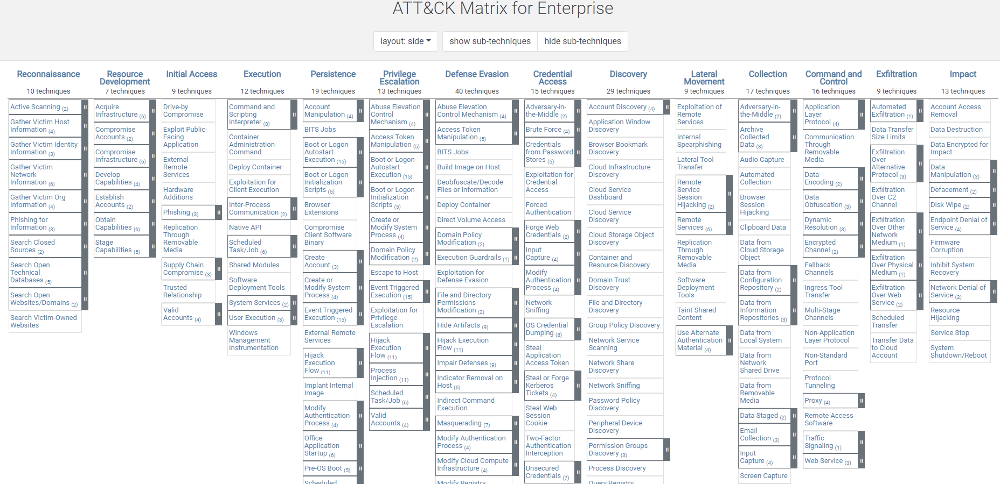 ATT&CK Matrix for Enterprise
layout: side
show sub-techniques
hide sub-techniques
Reconnaissance
10 techniques
Active Scanning (2)
Gather Victim Host
Information (4)
Gather Victim Identity
Information (3)
Gather Victim
Network
Information (6)
Gather Victim Org
Information (4)
Phishing for
Information (3)
Search Closed
Sources (2)
Search Open
Technical
Databases (5)
Search Open
Websites/Domains (2)
Search Victim-Owned
Websites
Resource
Development
7 techniques
Acquire
Infrastructure (6)
Compromise
Accounts (2)
Compromise
Infrastructure (6)
Develop
Capabilities (4)
Establish
Accounts (2)
Obtain
Capabilities (6)
Stage
Capabilities (5)
Initial Access
9 techniques
Drive-by
Compromise
Exploit Public-
Facing
Application
External
Remote
Services
Hardware
Additions
Phishing (3)
Replication
Through
Removable
Media
Supply Chain
Compromise (3)
Trusted
Relationship
Valid
Accounts (4)
Execution
12 techniques
Command and
Scripting
Interpreter (8)
Container
Administration
Command
Deploy Container
Exploitation for
Client Execution
Inter-Process
Communication (2)
Native API
Scheduled
Task/Job (6)
Shared Modules
Software
Deployment Tools
System Services (2)
User Execution (3)
Windows
Management
Instrumentation
Persistence
19 techniques
Account
Manipulation (4)
BITS Jobs
Boot or Logon
Autostart
Execution (15)
Boot or Logon
Initialization
Scripts (5)
Browser
Extensions
Compromise
Client Software
Binary
Create
Account (3)
Create or
Modify System
Process (4)
Event Triggered
Execution (15)
External Remote
Services
Hijack
Execution
Flow (11)
Implant Internal
Image
Modify
Authentication
Process (4)
Office
Application
Startup (6)
Pre-OS Boot (5)
Scheduled
Privilege
Escalation
13 techniques
Abuse Elevation
Control
Mechanism (4)
Access Token
Manipulation (5)
Boot or Logon
Autostart
Execution (15)
Boot or Logon
Initialization
Scripts (5)
Create or
Modify System
Process (4)
Domain Policy
Modification (2)
Escape to Host
Event Triggered
Execution (15)
Exploitation for
Privilege
Escalation
Hijack
Execution
Flow (11)
Process
Injection (11)
Scheduled
Task/Job (6)
Valid
Accounts (4)
Defense Evasion
40 techniques
Abuse Elevation
Control Mechanism (4)
Access Token
Manipulation (5)
BITS Jobs
Build Image on Host
Deobfuscate/Decode
Files or Information
Deploy Container
Direct Volume Access
Domain Policy
Modification (2)
Execution Guardrails (1)
Exploitation for
Defense Evasion
File and Directory
Permissions
Modification (2)
Hide Artifacts (9)
Hijack Execution
Flow (11)
Impair Defenses (9)
Indicator Removal on
Host (6)
Indirect Command
Execution
Masquerading (7)
Modify Authentication
Process (4)
Modify Cloud Compute
Infrastructure (4)
Modify Registry
Credential
Access
15 techniques
Adversary-in-
the-Middle (2)
Brute Force (4)
Credentials
from Password
Stores (5)
Exploitation for
Credential
Access
Forced
Authentication
Forge Web
Credentials (2)
Input
Capture (4)
Modify
Authentication
Process (4)
Network
Sniffing
OS Credential
Dumping (8)
Steal
Application
Access Token
Steal or Forge
Kerberos
Tickets (4)
Steal Web
Session
Cookie
Two-Factor
Authentication
Interception
Unsecured
Credentials (7)
Discovery
29 techniques
Account Discovery (4)
Application Window
Discovery
Browser Bookmark
Discovery
Cloud Infrastructure
Discovery
Cloud Service
Dashboard
Cloud Service
Discovery
Cloud Storage Object
Discovery
Container and
Resource Discovery
Domain Trust
Discovery
File and Directory
Discovery
Group Policy Discovery
Network Service
Scanning
Network Share
Discovery
Network Sniffing
Password Policy
Discovery
Peripheral Device
Discovery
Permission Groups
Discovery (3)
Process Discovery
Query Registry
Lateral
Movement
9 techniques
Exploitation of
Remote
Services
Internal
Spearphishing
Lateral Tool
Transfer
Remote
Service
Session
Hijacking (2)
Remote
Services (6)
Replication
Through
Removable
Media
Software
Deployment
Tools
Taint Shared
Content
Use Alternate
Authentication
Material (4)
Collection
17 techniques
Adversary-in-
the-Middle (2)
Archive
Collected
Data (3)
Audio Capture
Automated
Collection
Browser
Session
Hijacking
Clipboard Data
Data from
Cloud Storage
Object
Data from
Configuration
Repository (2)
Data from
Information
Repositories (3)
Data from
Local System
Data from
Network
Shared Drive
Data from
Removable
Media
Data Staged (2)
Email
Collection (3)
Input
Capture (4)
Screen Capture
Command and
Control
16 techniques
Application
Layer
Protocol (4)
Communication
Through
Removable
Media
Data
Encoding (2)
Data
Obfuscation (3)
Dynamic
Resolution (3)
Encrypted
Channel (2)
Fallback
Channels
Ingress Tool
Transfer
Multi-Stage
Channels
Non-Application
Layer Protocol
Non-Standard
Port
Protocol
Tunneling
Proxy (4)
Remote Access
Software
Traffic
Signaling (1)
Web Service (3)
Exfiltration
9 techniques
Automated
Exfiltration (1)
Data Transfer
Size Limits
Exfiltration
Over
Alternative
Protocol (3)
Exfiltration
Over C2
Channel
Exfiltration
Over Other
Network
Medium (1)
Exfiltration
Over Physical
Medium (1)
Exfiltration
Over Web
Service (2)
Scheduled
Transfer
Transfer Data
to Cloud
Account
Impact
13 techniques
Account Access
Removal
Data Destruction
Data Encrypted for
Impact
Data
Manipulation (3)
Defacement (2)
Disk Wipe (2)
Endpoint Denial of
Service (4)
Firmware
Corruption
Inhibit System
Recovery
Network Denial of
Service (2)
Resource
Hijacking
Service Stop
System
Shutdown/Reboot